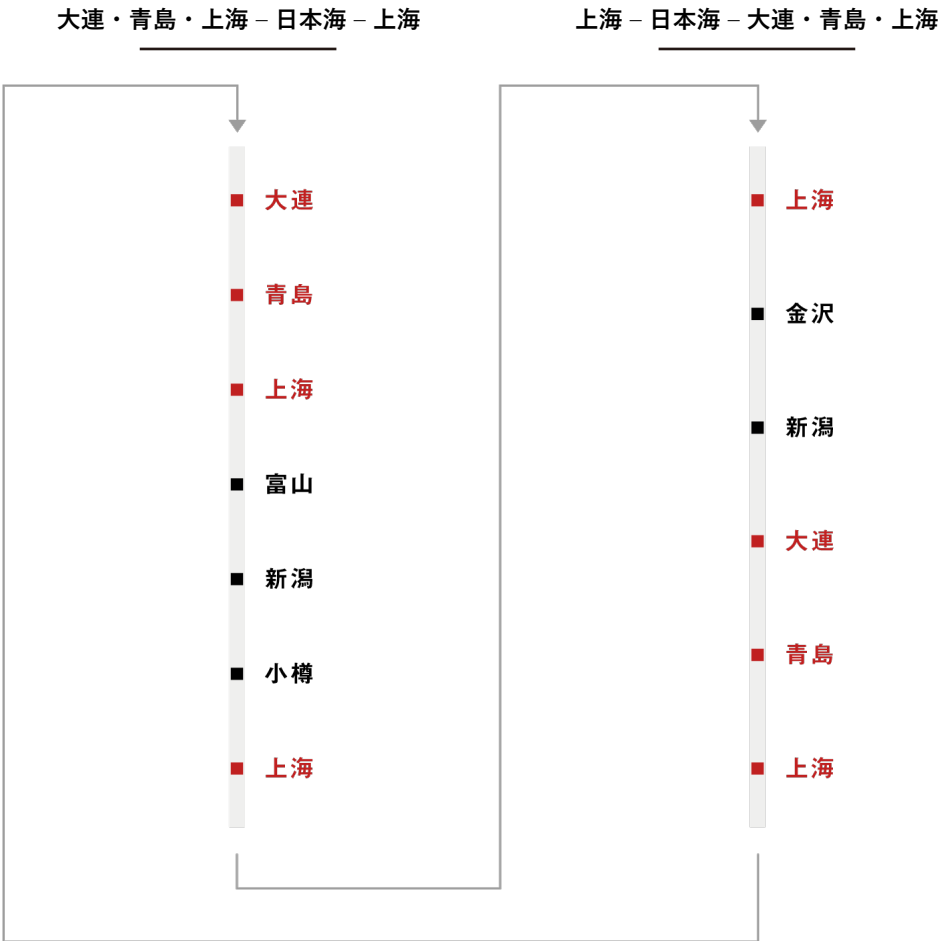 大連・青島・上海 – 日本海 – 上海
大連
青島
上海
富山
新潟
小樽
上海
上海 – 日本海 – 大連・青島・上海
上海
金沢
新潟
大連
青島
上海